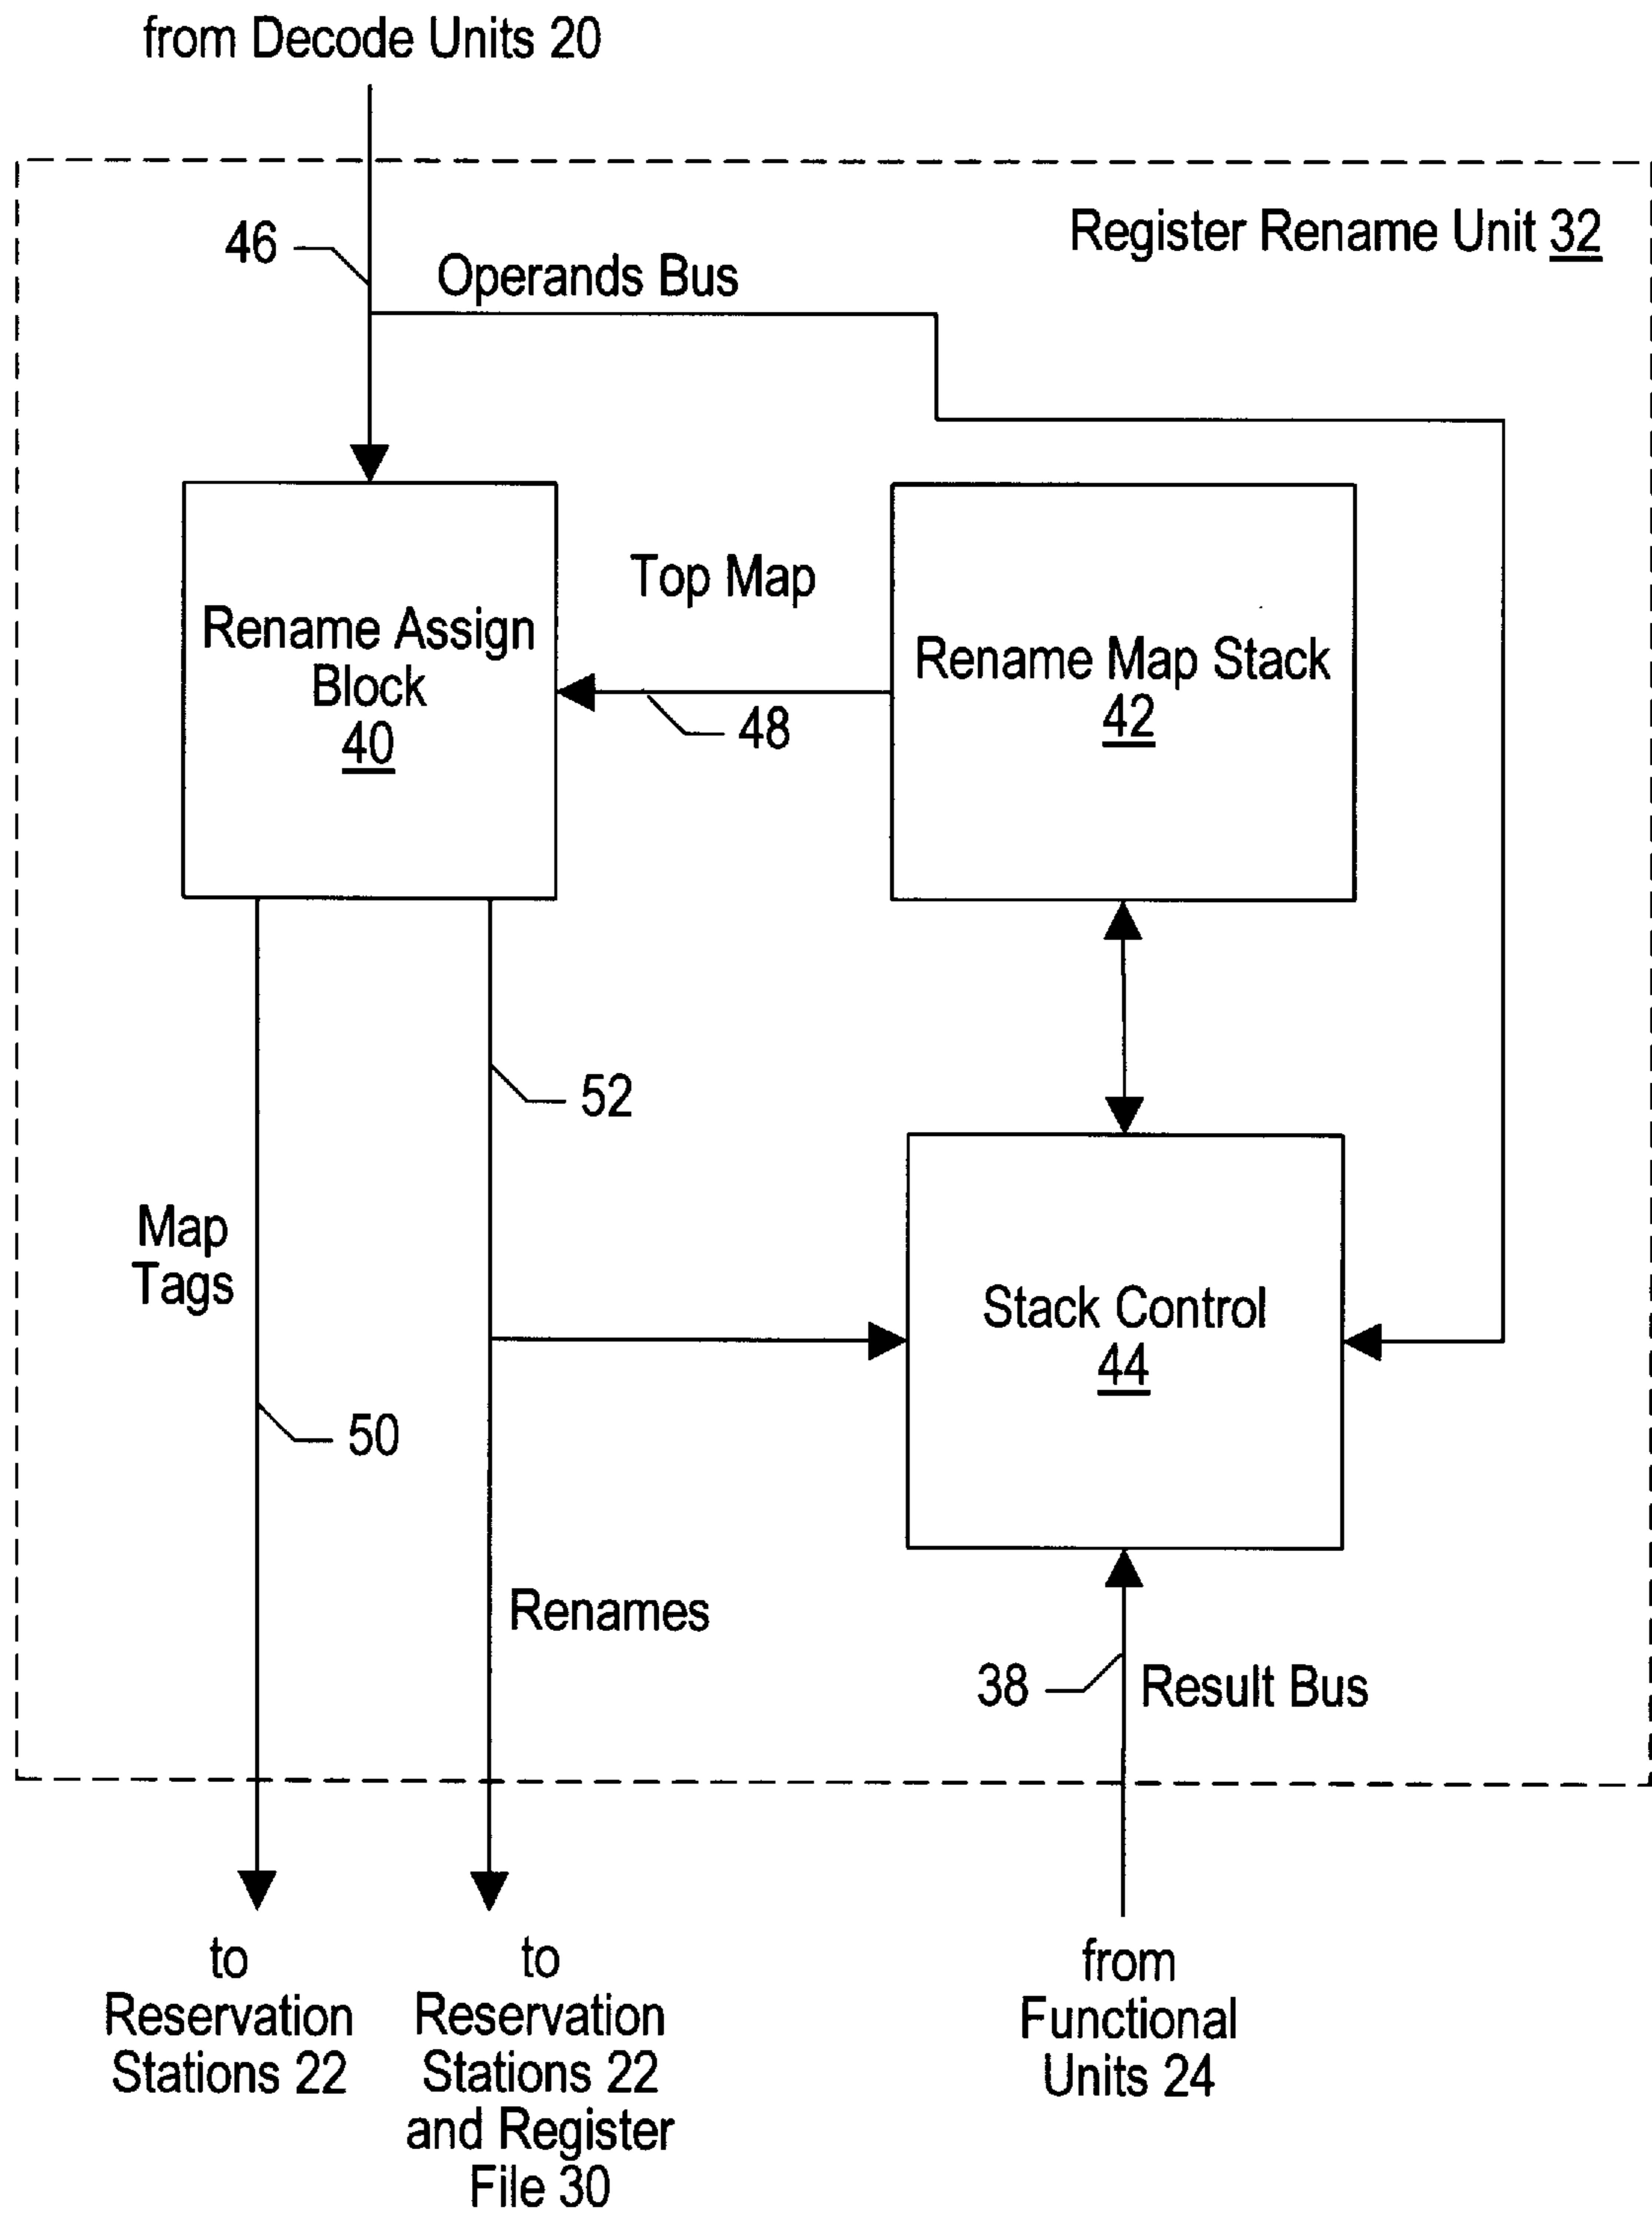 from Decode Units 20
Register Rename Unit 32
46
Operands Bus
Top Map
Rename Assign
Block
40
Rename Map Stack
42
48
52
Map
Tags
Stack Control
44
50
Renames
38
Result Bus
to
Reservation
Stations 22
to
Reservation
Stations 22
and Register
File 30
from
Functional
Units 24